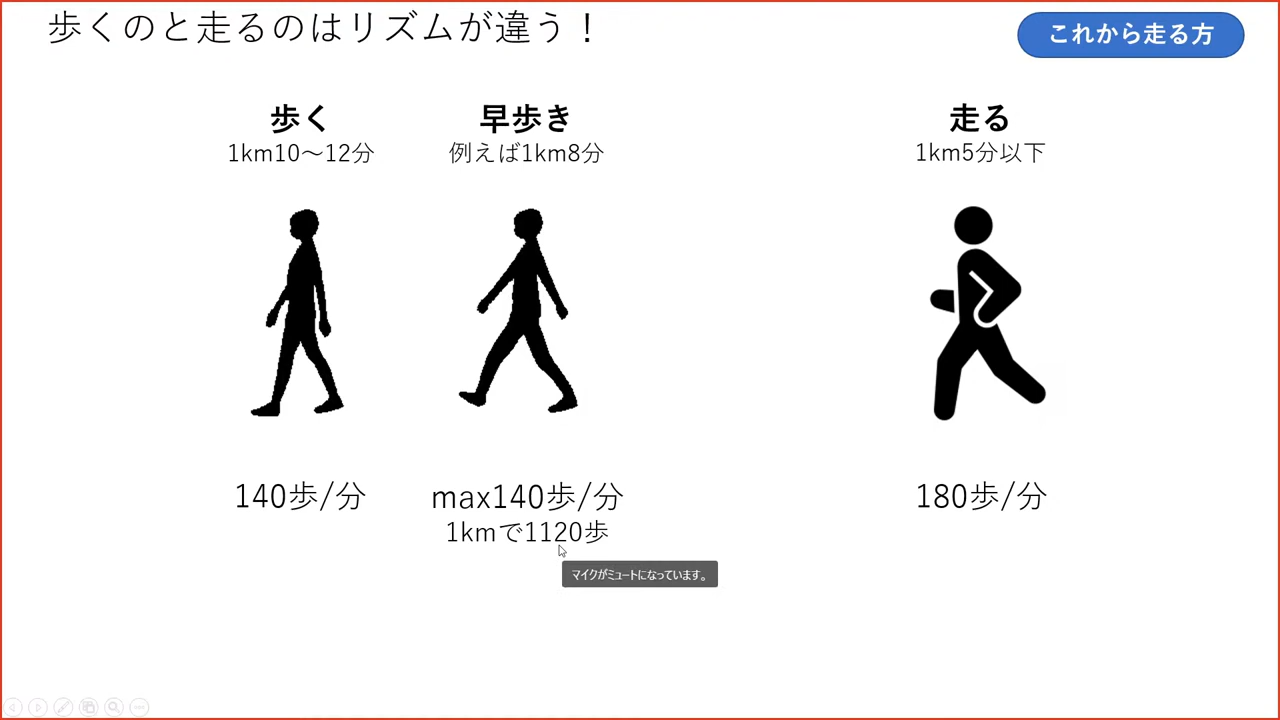 歩くのと走るのはリズムが違う！
これから走る方
歩く
1km10～12分
早歩き
例えば1km8分
走る
1km5分以下
140歩/分
max140歩/分
1kmで1120歩
180歩/分
マイクがミュートになっています。